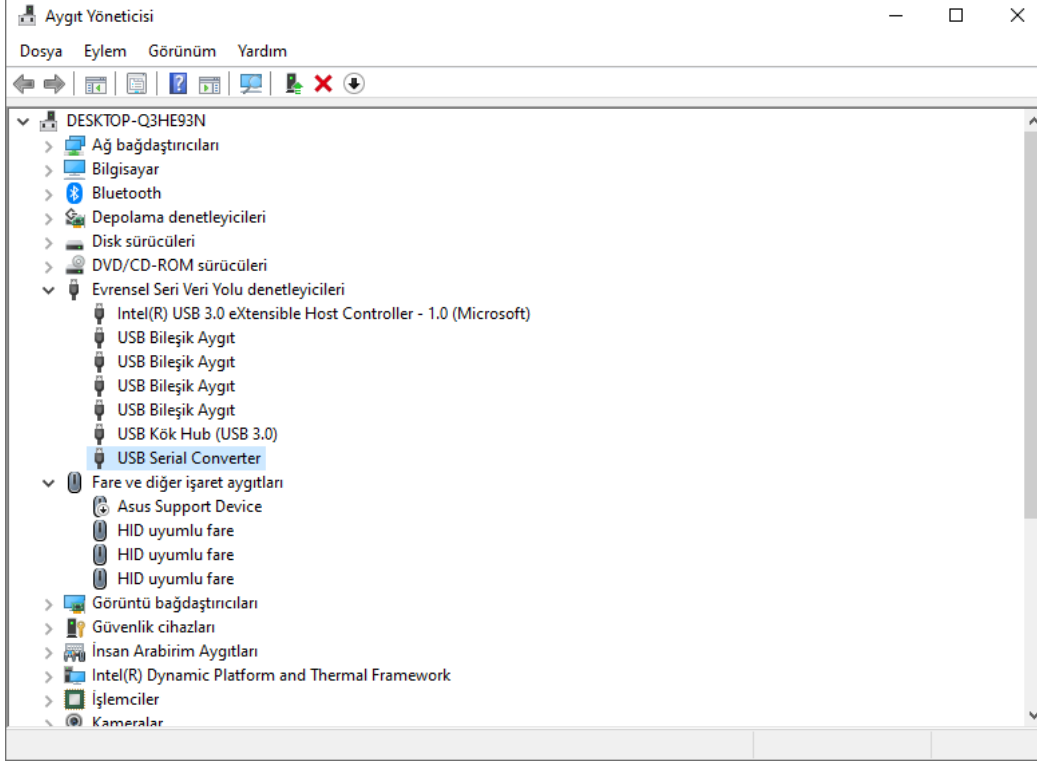 Aygıt Yöneticisi
Dosya Eylem Görünüm Yardım
DESKTOP-Q3HE93N
Ağ bağdaştırıcıları
Bilgisayar
Bluetooth
Depolama denetleyicileri
Disk sürücüleri
DVD/CD-ROM sürücüleri
Evrensel Seri Veri Yolu denetleyicileri
Intel(R) USB 3.0 eXtensible Host Controller - 1.0 (Microsoft)
USB Bileşik Aygıt
USB Bileşik Aygıt
USB Bileşik Aygıt
USB Bileşik Aygıt
USB Kök Hub (USB 3.0)
USB Serial Converter
Fare ve diğer işaret aygıtları
Asus Support Device
HID uyumlu fare
HID uyumlu fare
HID uyumlu fare
Görüntü bağdaştırıcıları
Güvenlik cihazları
İnsan Arabirim Aygıtları
Intel(R) Dynamic Platform and Thermal Framework
İşlemciler
Kameralar